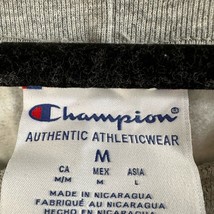 Champion
AUTHENTIC ATHLETICWEAR
M
CA MEX ASIA
M/M M L
MADE IN NICARAGUA
FABRIQUÉ AU NICARAGUA
HECHO EN NICARAGUA